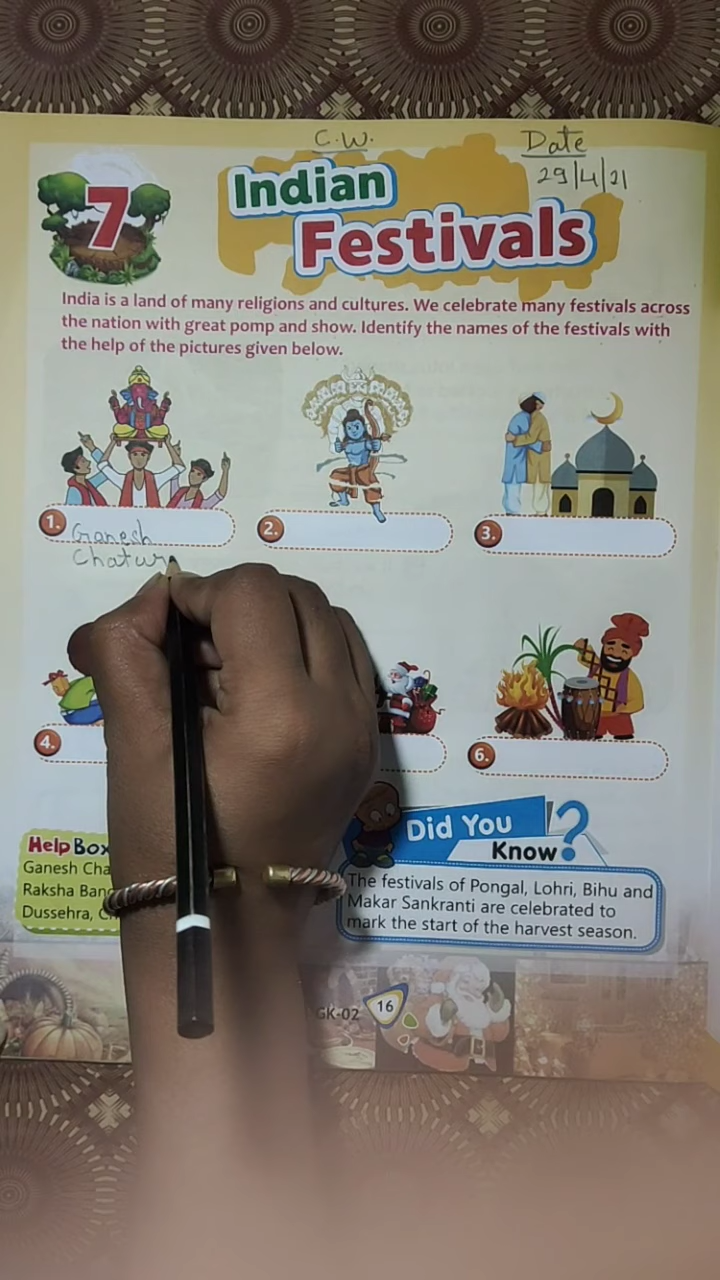 C.W.
Date
29/4/21
7
Indian
Festivals
India is a land of many religions and cultures. We celebrate many festivals across
the nation with great pomp and show. Identify the names of the festivals with
the help of the pictures given below.
1. Ganesh
Chatur
2.
3.
4.
6.
Help Box
Ganesh Cha
Raksha Ban
Dussehra, C
Did You
Know?
The festivals of Pongal, Lohri, Bihu and
Makar Sankranti are celebrated to
mark the start of the harvest season.
GK-02
16